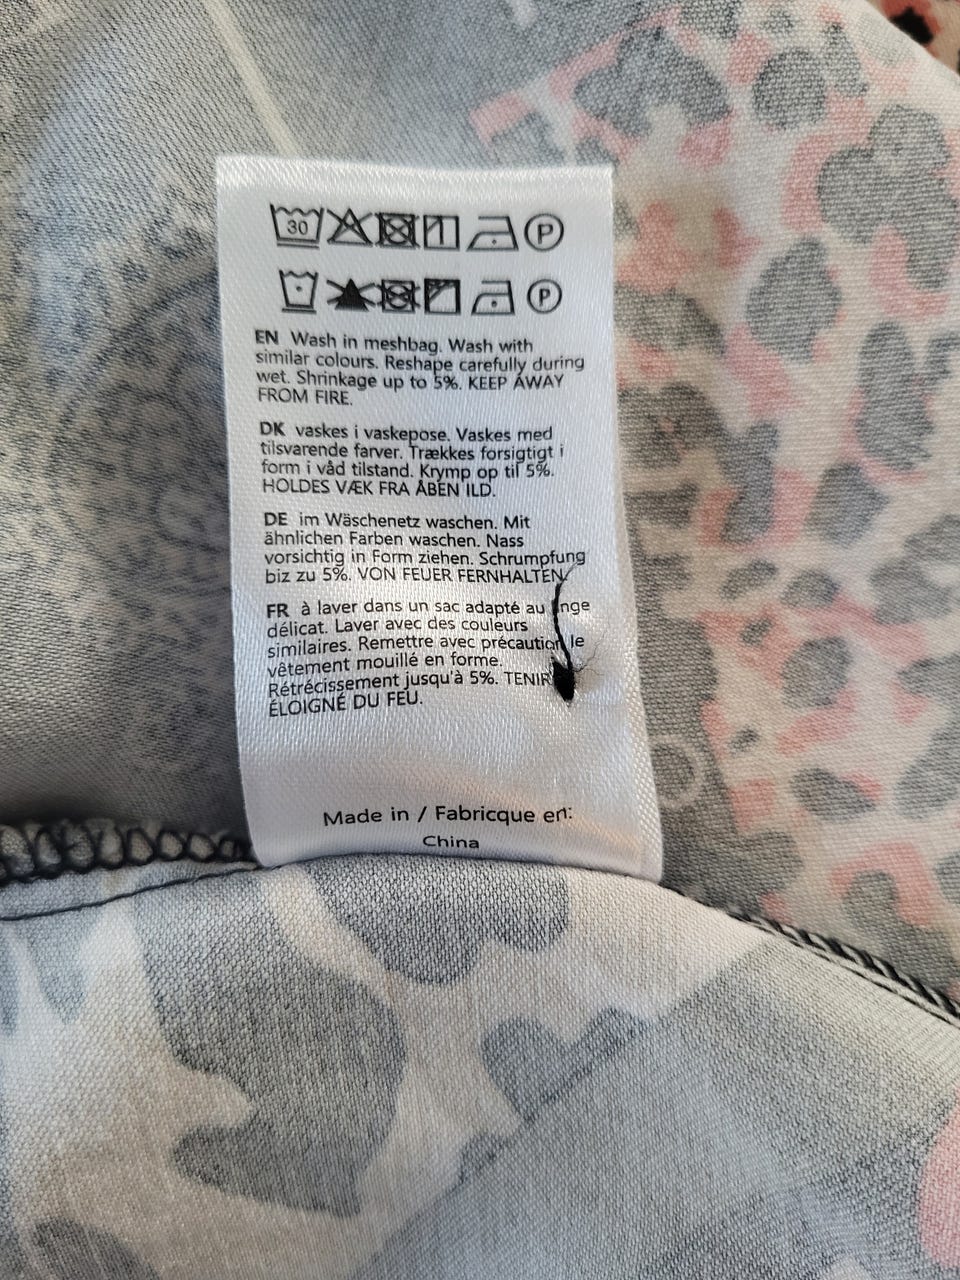 30 P
P
EN Wash in meshbag. Wash with
similar colours. Reshape carefully during
wet. Shrinkage up to 5%. KEEP AWAY
FROM FIRE.
DK vaskes i vaskepose. Vaskes med
tilsvarende farver. Trækkes forsigtigt i
form i våd tilstand. Krymp op til 5%.
HOLDES VÆK FRA ÅBEN ILD.
DE im Wäschenetz waschen. Mit
ähnlichen Farben waschen. Nass
vorsichtig in Form ziehen. Schrumpfung
biz zu 5%. VON FEUER FERNHALTEN.
FR à laver dans un sac adapté au linge
délicat. Laver avec des couleurs
similaires. Remettre avec précaution le
vêtement mouillé en forme.
Rétrécissement jusqu'à 5%. TENIR
ÉLOIGNÉ DU FEU.
Made in / Fabricque en:
China